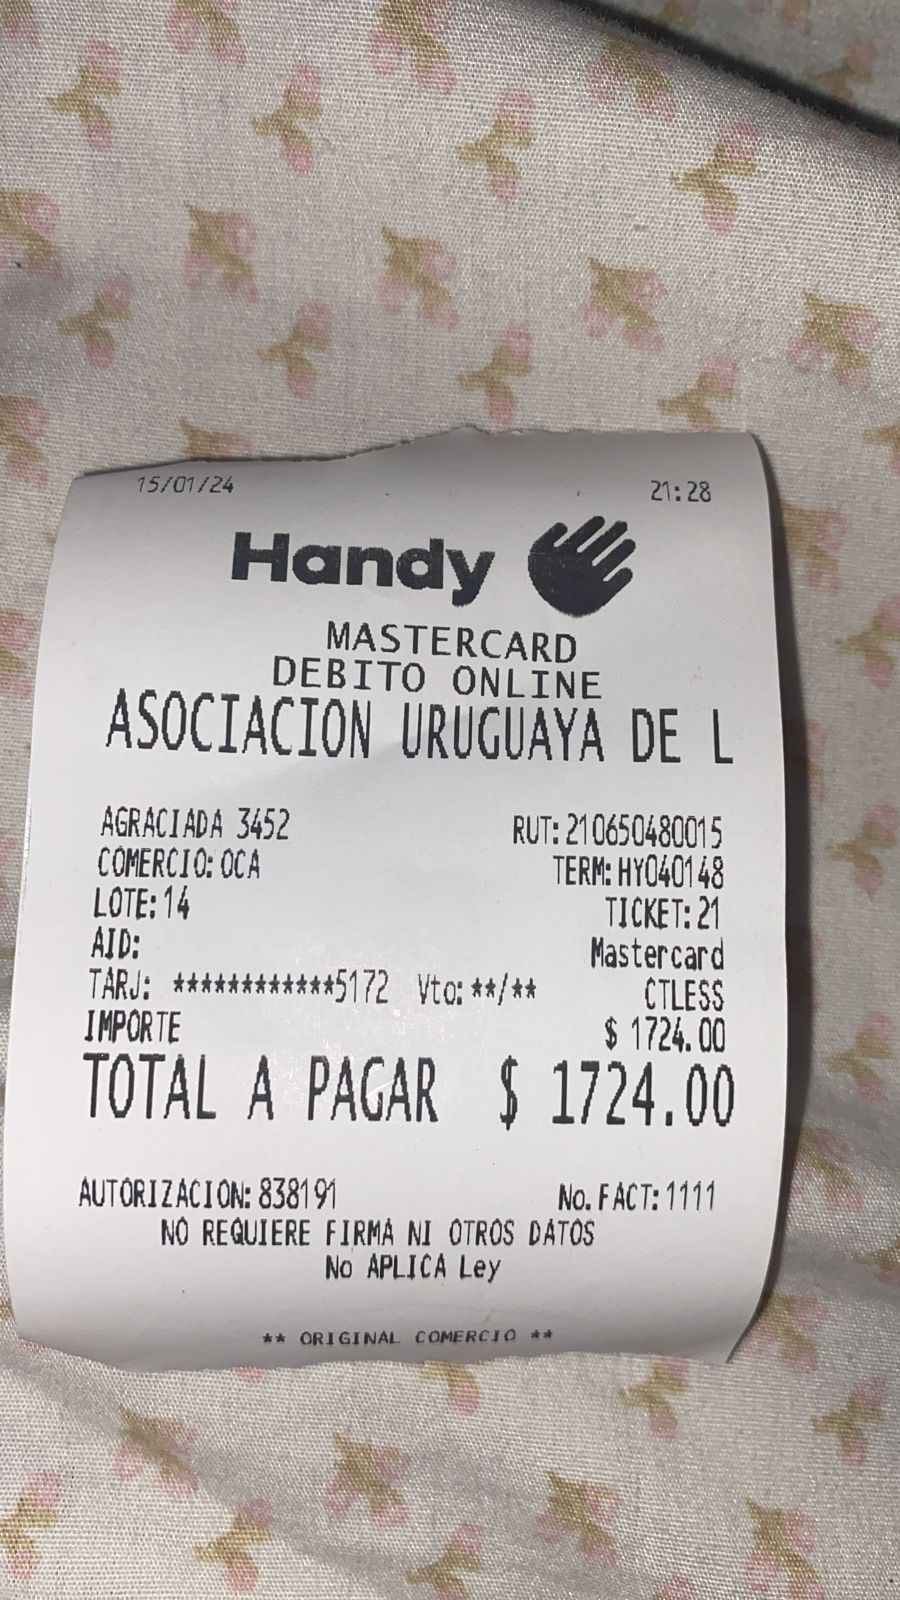 15/01/24 21:28
Handy
MASTERCARD
DEBITO ONLINE
ASOCIACION URUGUAYA DE L
AGRACIADA 3452 RUT: 210650480015
COMERCIO: OCA TERM: HY040148
LOTE: 14 TICKET: 21
AID: Mastercard
TARJ: ************5172 Vto: **/** CTLESS
IMPORTE $ 1724.00
TOTAL A PAGAR $ 1724.00
AUTORIZACION: 838191 No. FACT: 1111
NO REQUIERE FIRMA NI OTROS DATOS
No APLICA Ley
** ORIGINAL COMERCIO **